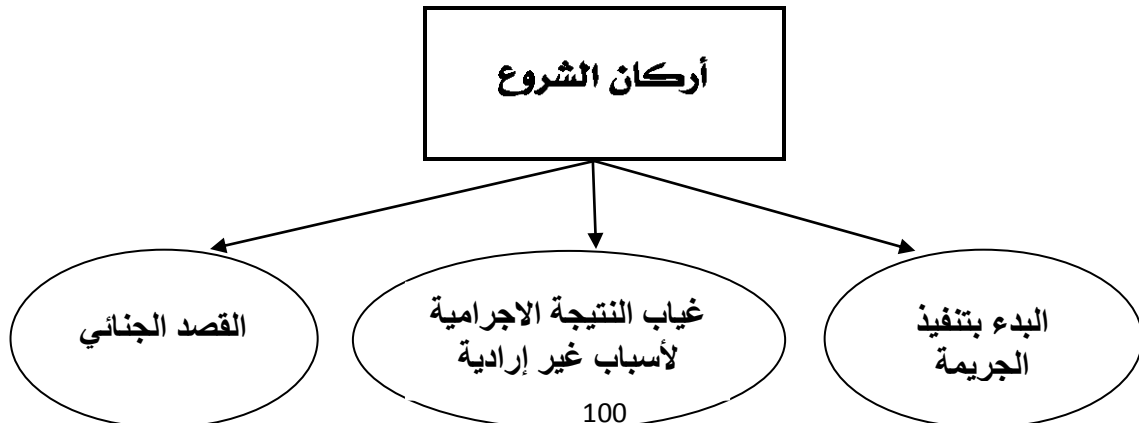 أركان الشروع
البدء بتنفيذ
الجريمة
غياب النتيجة الاجرامية
لأسباب غير إرادية
القصد الجنائي
100